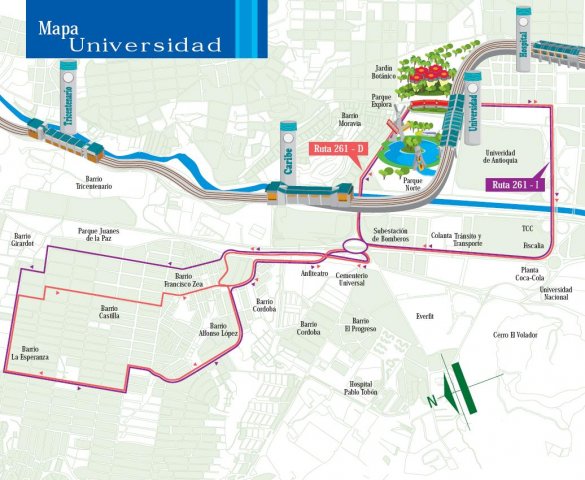 Mapa
Universidad
Hospital
Jardín
Botánico
Tricentenario
Parque
Explora
Universidad
Barrio
Moravia
Caribe
Ruta 261 - D
Univeridad
de Antioquia
Barrio
Tricentenario
Parque
Norte
Ruta 261 - I
Barrio
Girardot
Parque Juanes
de la Paz
Subestación
de Bomberos
Colanta Tránsito y
Transporte
TCC
Fiscalía
Anfiteatro
Cementerio
Universal
Planta
Coca-Cola
Barrio
Francisco Zea
Universidad
Nacional
Barrio
Castilla
Barrio
Alfonso López
Barrio
Córdoba
Barrio
Córdoba
Barrio
El Progreso
Everfit
Cerro El Volador
Barrio
La Esperanza
Hospital
Pablo Tobón
N